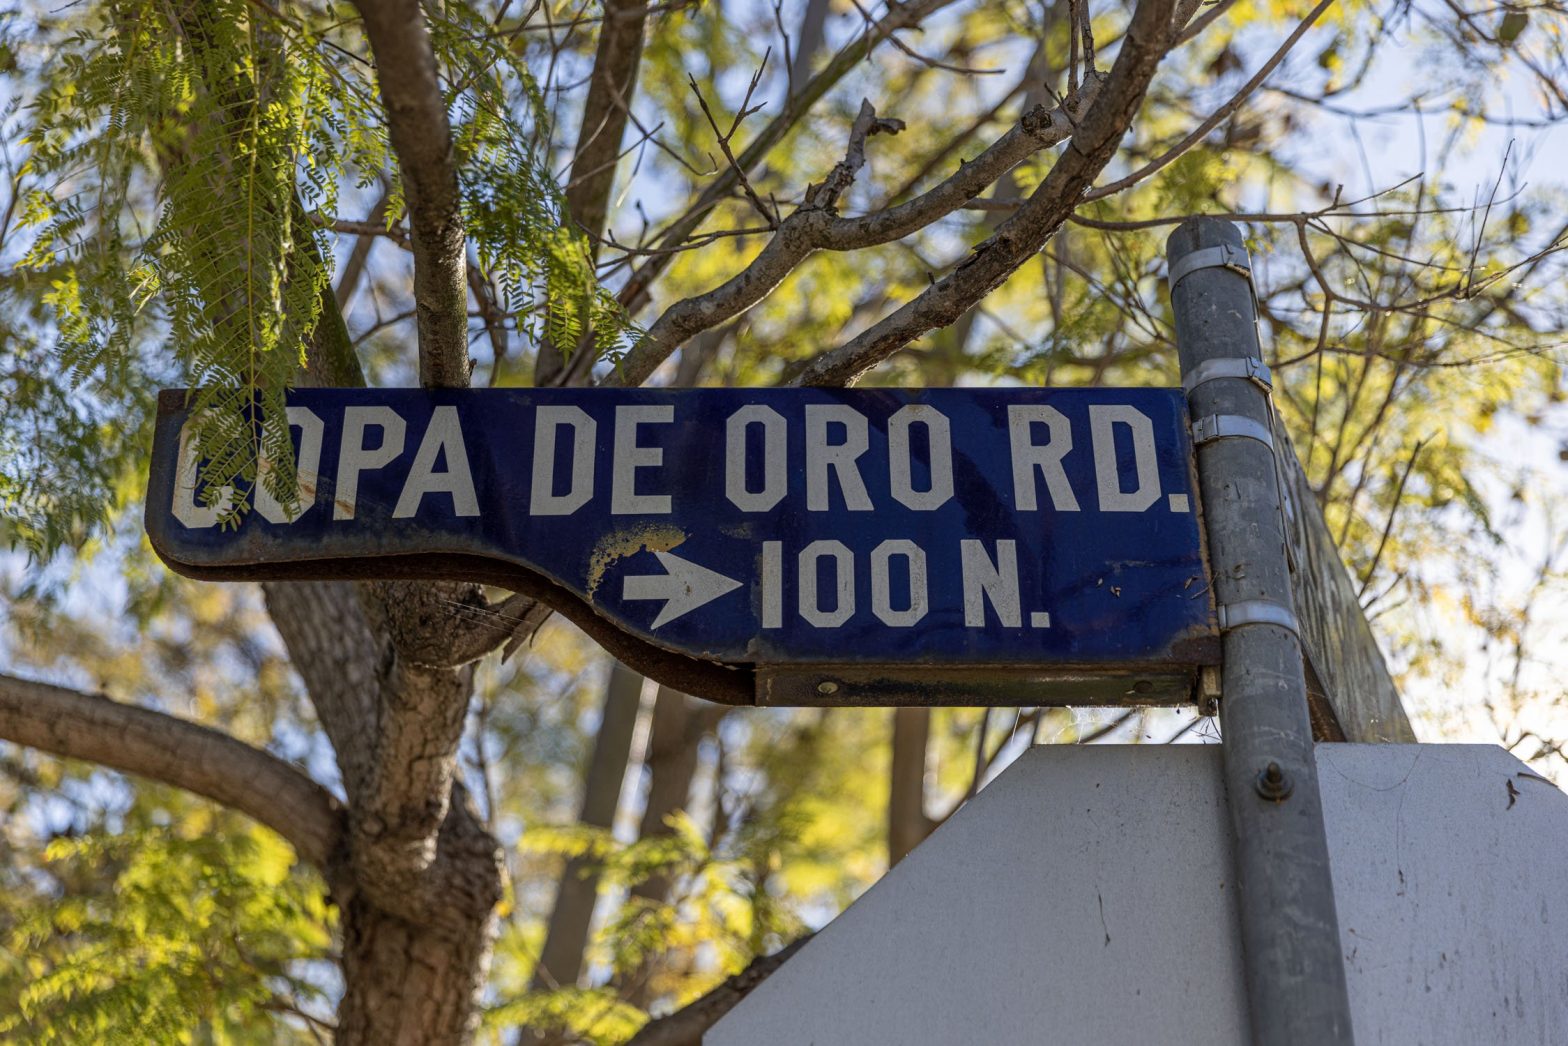 COPA DE ORO RD.
→ 100 N.